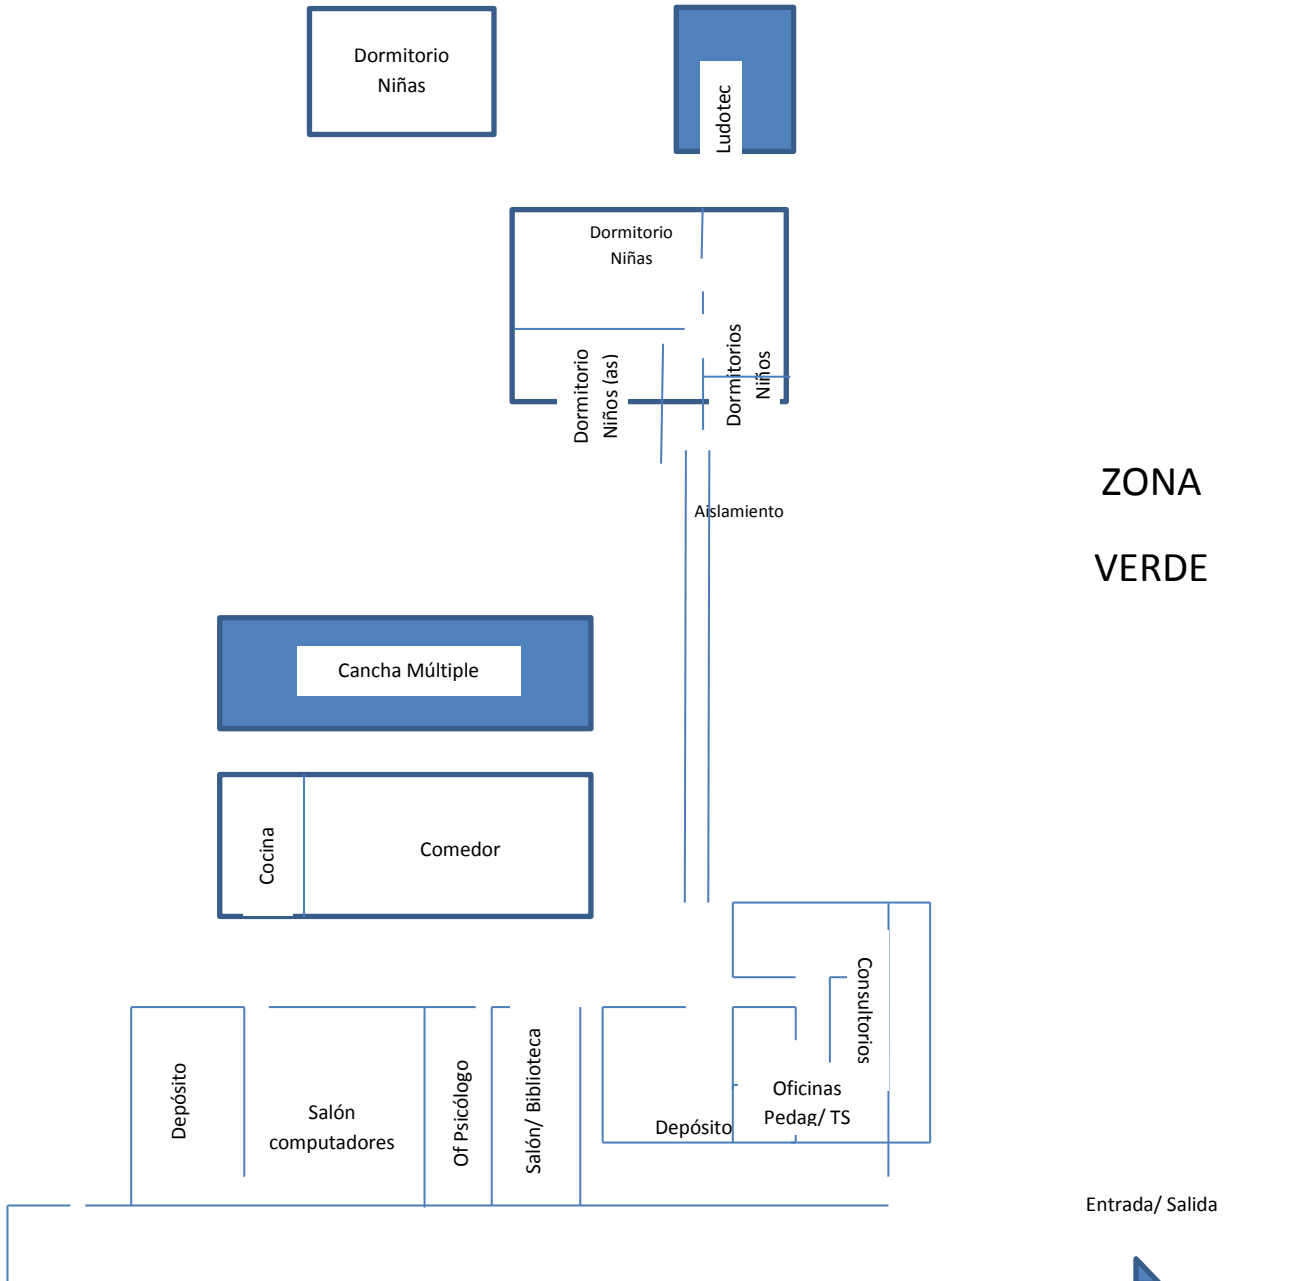 Dormitorio
Niñas
Ludotec
Dormitorio
Niñas
Dormitorio
Niños (as)
Dormitorios
Niños
Aislamiento
ZONA
VERDE
Cancha Múltiple
Cocina
Comedor
Consultorios
Depósito
Salón
computadores
Of Psicólogo
Salón/ Biblioteca
Depósito
Oficinas
Pedag/ TS
Entrada/ Salida